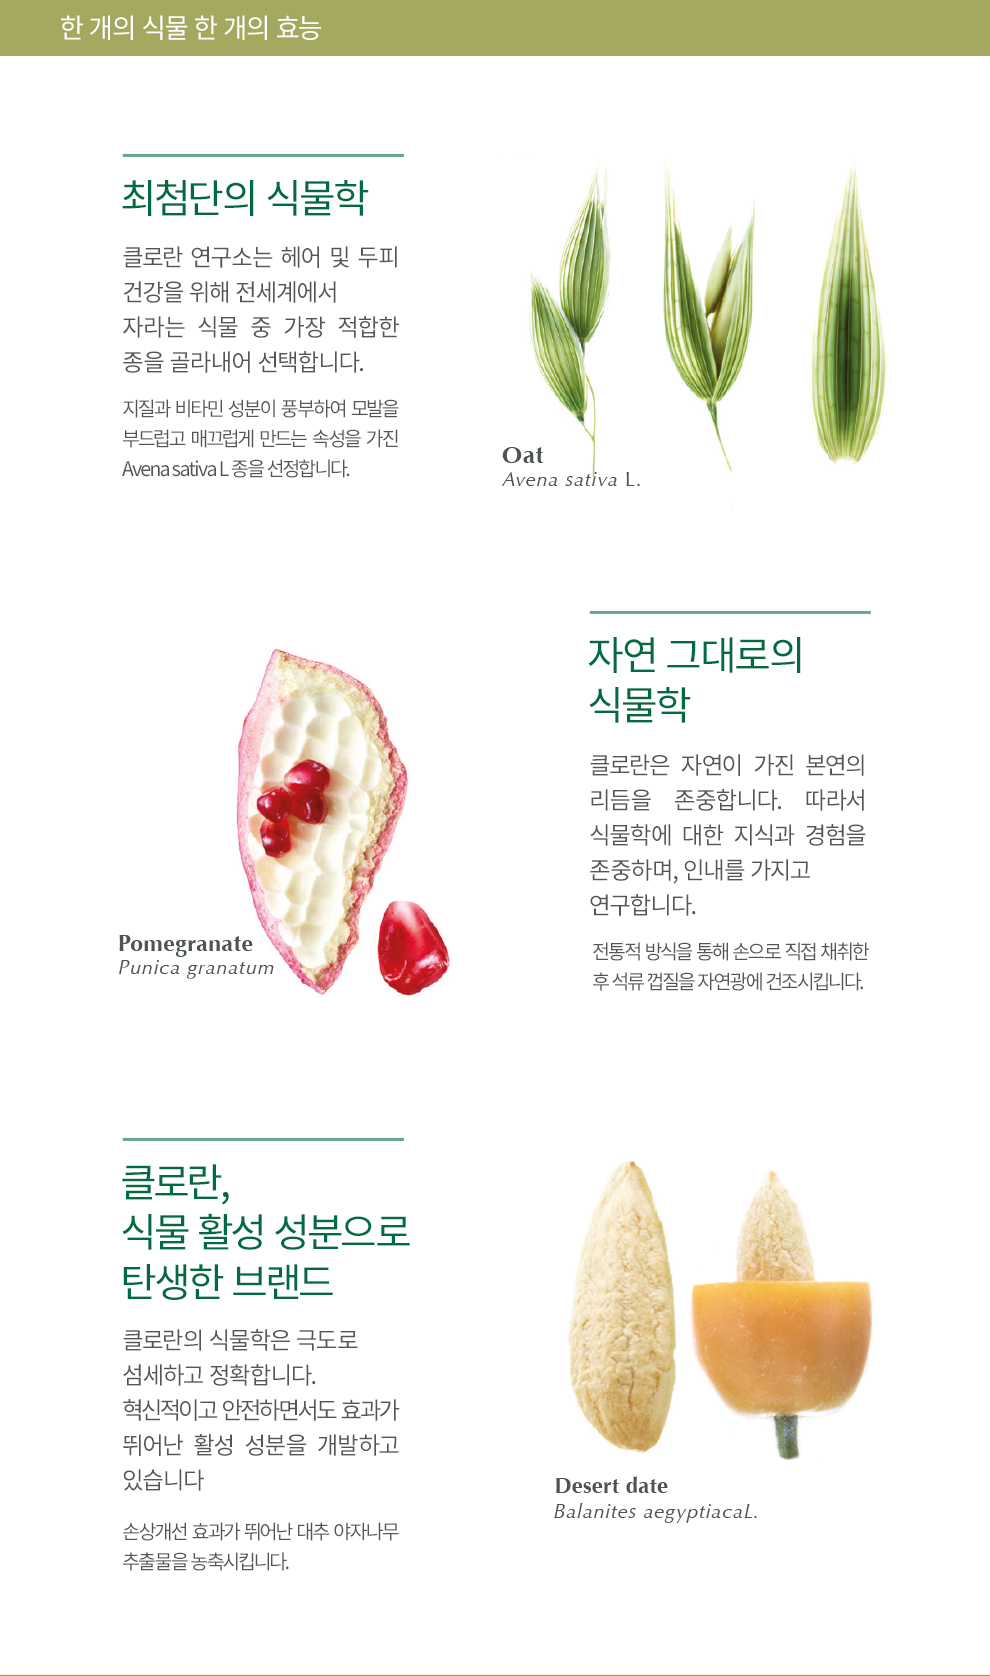 한 개의 식물 한 개의 효능
최첨단의 식물학
클로란 연구소는 헤어 및 두피
건강을 위해 전세계에서
자라는 식물 중 가장 적합한
종을 골라내어 선택합니다.
지질과 비타민 성분이 풍부하여 모발을
부드럽고 매끄럽게 만드는 속성을 가진
Avena sativa L 종을 선정합니다.
Oat
Avena sativa L.
자연 그대로의
식물학
클로란은 자연이 가진 본연의
리듬을 존중합니다. 따라서
식물학에 대한 지식과 경험을
존중하며, 인내를 가지고
연구합니다.
전통적 방식을 통해 손으로 직접 채취한
후 석류 껍질을 자연광에 건조시킵니다.
Pomegranate
Punica granatum
클로란,
식물 활성 성분으로
탄생한 브랜드
클로란의 식물학은 극도로
섬세하고 정확합니다.
혁신적이고 안전하면서도 효과가
뛰어난 활성 성분을 개발하고
있습니다
손상개선 효과가 뛰어난 대추 야자나무
추출물을 농축시킵니다.
Desert date
Balanites aegyptiacaL.